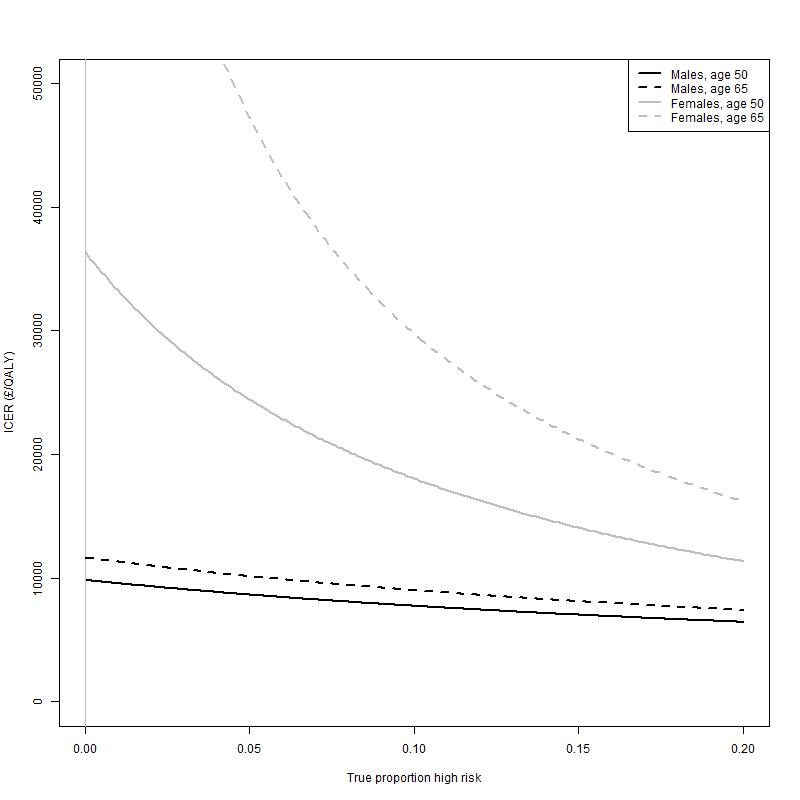 Males, age 50
Males, age 65
Females, age 50
Females, age 65
50000
40000
30000
20000
10000
0
ICER (£/QALY)
0.00 0.05 0.10 0.15 0.20
True proportion high risk